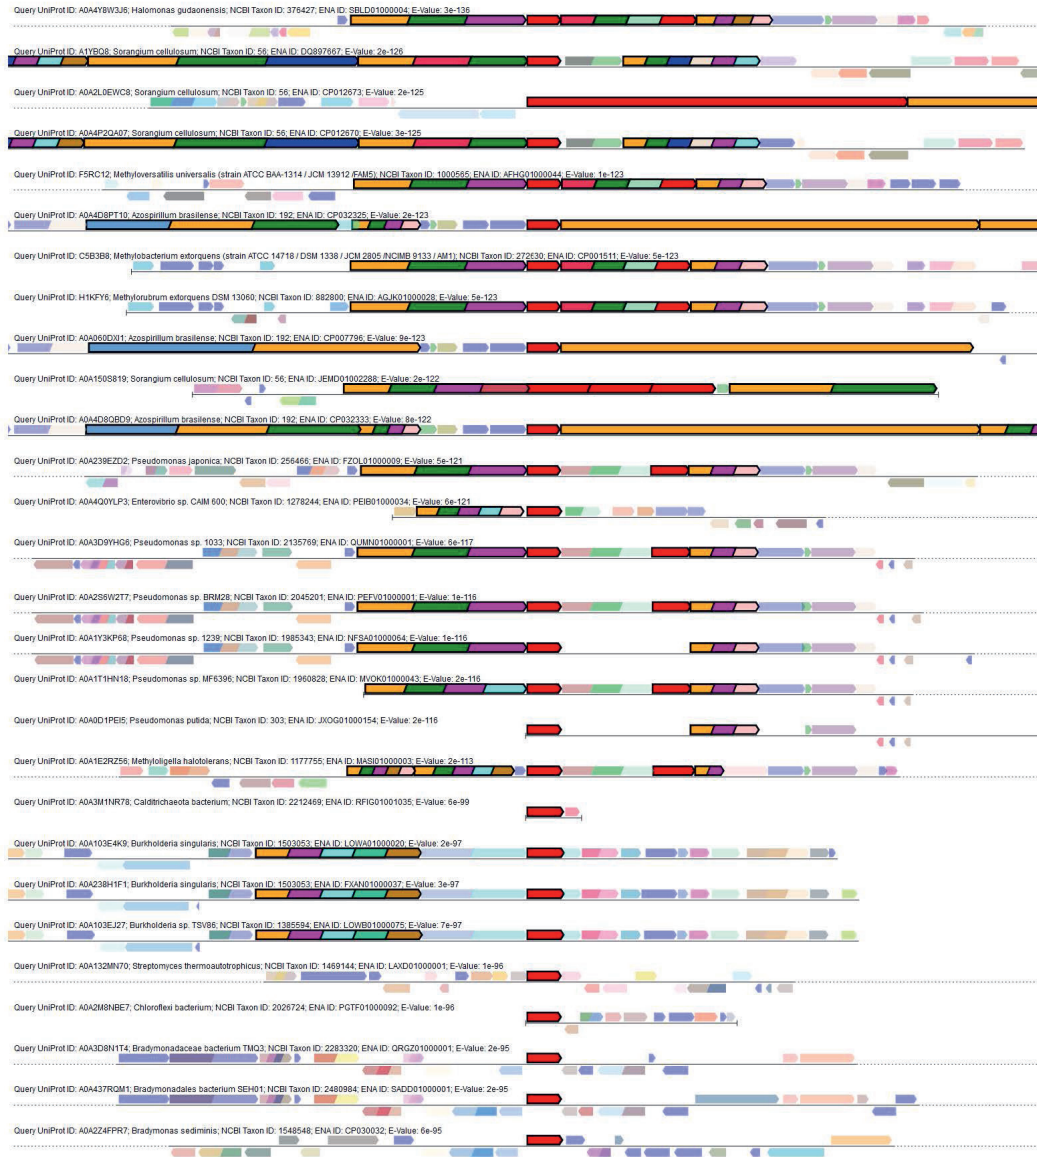 Query UniProt ID: A0A4Y8W3J6; Halomonas gudaonensis; NCBI Taxon ID: 376427; ENA ID: SBLD01000004; E-Value: 3e-136
Query UniProt ID: A1YBQ8; Sorangium cellulosum; NCBI Taxon ID: 56; ENA ID: DQ897667; E-Value: 2e-126
Query UniProt ID: A0A2L0EWC8; Sorangium cellulosum; NCBI Taxon ID: 56; ENA ID: CP012673; E-Value: 2e-125
Query UniProt ID: A0A4P2QA07; Sorangium cellulosum; NCBI Taxon ID: 56; ENA ID: CP012670; E-Value: 3e-125
Query UniProt ID: F5RC12; Methyloversatilis universalis (strain ATCC BAA-1314 / JCM 13912 /FAM5); NCBI Taxon ID: 1000565; ENA ID: AFHG01000044; E-Value: 1e-123
Query UniProt ID: A0A4D8PT10; Azospirillum brasilense; NCBI Taxon ID: 192; ENA ID: CP032325; E-Value: 2e-123
Query UniProt ID: C5B3B8; Methylobacterium extorquens (strain ATCC 14718 / DSM 1338 / JCM 2805 /NCIMB 9133 / AM1); NCBI Taxon ID: 272630; ENA ID: CP001511; E-Value: 5e-123
Query UniProt ID: H1KFY6; Methylorubrum extorquens DSM 13060; NCBI Taxon ID: 882800; ENA ID: AGJK01000028; E-Value: 5e-123
Query UniProt ID: A0A060DXI1; Azospirillum brasilense; NCBI Taxon ID: 192; ENA ID: CP007796; E-Value: 9e-123
Query UniProt ID: A0A150S819; Sorangium cellulosum; NCBI Taxon ID: 56; ENA ID: JEMD01002288; E-Value: 2e-122
Query UniProt ID: A0A4D8QBD9; Azospirillum brasilense; NCBI Taxon ID: 192; ENA ID: CP032333; E-Value: 8e-122
Query UniProt ID: A0A239EZD2; Pseudomonas japonica; NCBI Taxon ID: 256466; ENA ID: FZOL01000009; E-Value: 5e-121
Query UniProt ID: A0A4Q0YLP3; Enterovibrio sp. CAIM 600; NCBI Taxon ID: 1278244; ENA ID: PEIB01000034; E-Value: 6e-121
Query UniProt ID: A0A3D9YHG6; Pseudomonas sp. 1033; NCBI Taxon ID: 2135769; ENA ID: QUMN01000001; E-Value: 6e-117
Query UniProt ID: A0A2S6W2T7; Pseudomonas sp. BRM28; NCBI Taxon ID: 2045201; ENA ID: PEFV01000001; E-Value: 1e-116
Query UniProt ID: A0A1Y3KP68; Pseudomonas sp. 1239; NCBI Taxon ID: 1985343; ENA ID: NFSA01000064; E-Value: 1e-116
Query UniProt ID: A0A1T1HN18; Pseudomonas sp. MF6396; NCBI Taxon ID: 1960828; ENA ID: MVOK01000043; E-Value: 2e-116
Query UniProt ID: A0A0D1PEI5; Pseudomonas putida; NCBI Taxon ID: 303; ENA ID: JXOG01000154; E-Value: 2e-116
Query UniProt ID: A0A1E2RZ56; Methyloligella halotolerans; NCBI Taxon ID: 1177755; ENA ID: MASI01000003; E-Value: 2e-113
Query UniProt ID: A0A3M1NR78; Calditrichaeota bacterium; NCBI Taxon ID: 2212469; ENA ID: RFIG01001035; E-Value: 6e-99
Query UniProt ID: A0A103E4K9; Burkholderia singularis; NCBI Taxon ID: 1503053; ENA ID: LOWA01000020; E-Value: 2e-97
Query UniProt ID: A0A238H1F1; Burkholderia singularis; NCBI Taxon ID: 1503053; ENA ID: FXAN01000037; E-Value: 3e-97
Query UniProt ID: A0A103EJ27; Burkholderia sp. TSV86; NCBI Taxon ID: 1385594; ENA ID: LOWB01000075; E-Value: 7e-97
Query UniProt ID: A0A132MN70; Streptomyces thermoautotrophicus; NCBI Taxon ID: 1469144; ENA ID: LAXD01000001; E-Value: 1e-96
Query UniProt ID: A0A2M8NBE7; Chloroflexi bacterium; NCBI Taxon ID: 2026724; ENA ID: PGTF01000092; E-Value: 1e-96
Query UniProt ID: A0A3D8N1T4; Bradymonadaceae bacterium TMQ3; NCBI Taxon ID: 2283320; ENA ID: QRGZ01000001; E-Value: 2e-95
Query UniProt ID: A0A437RQM1; Bradymonadales bacterium SEH01; NCBI Taxon ID: 2480984; ENA ID: SADD01000001; E-Value: 2e-95
Query UniProt ID: A0A2Z4FPR7; Bradymonas sediminis; NCBI Taxon ID: 1548548; ENA ID: CP030032; E-Value: 6e-95